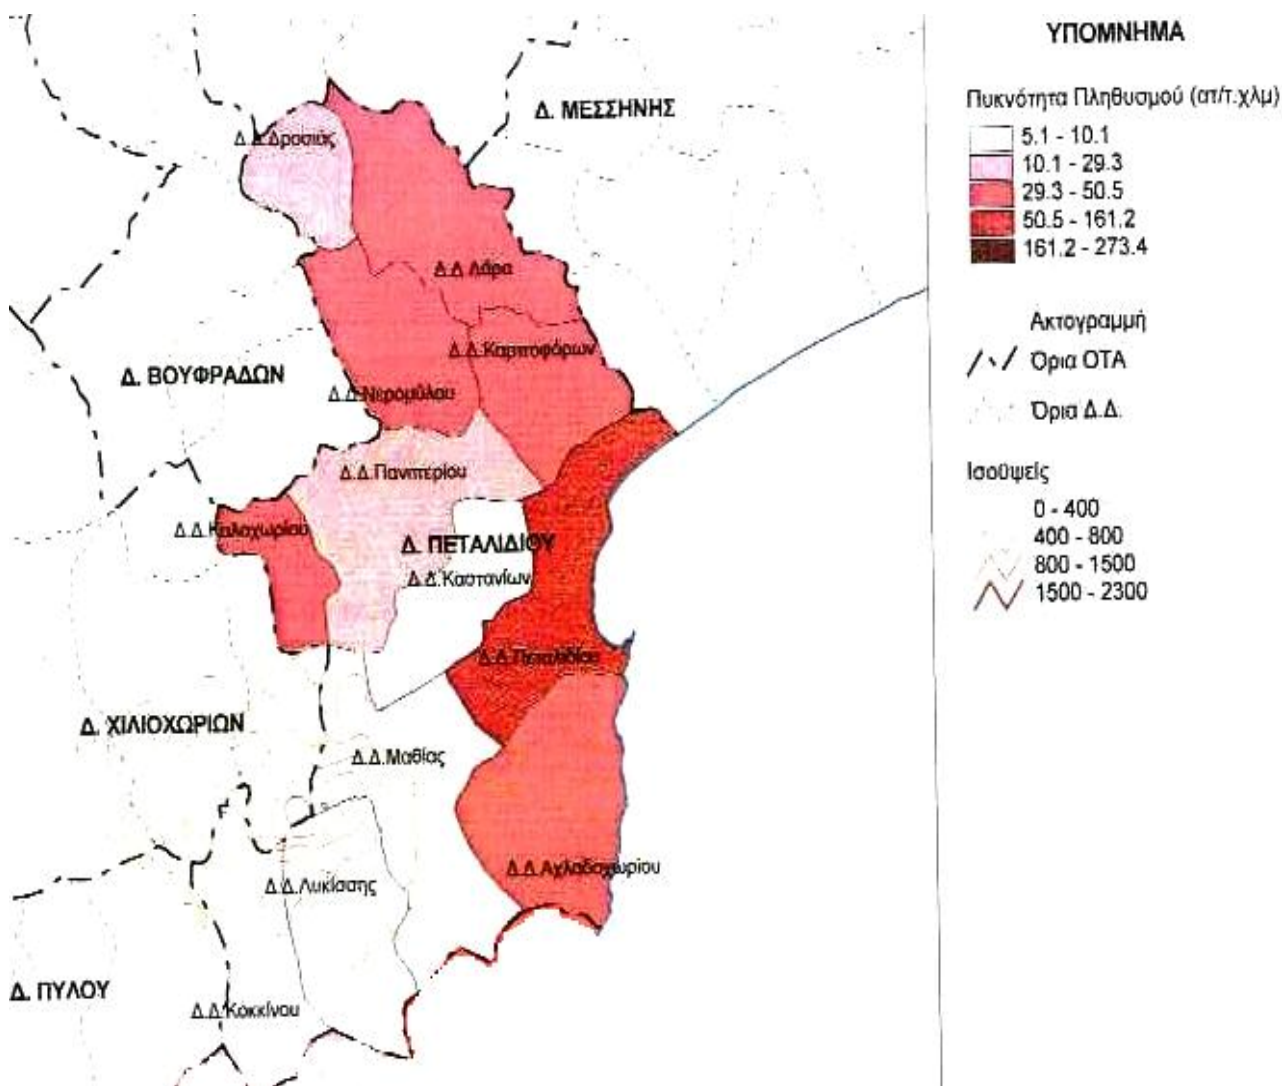 ΥΠΟΜΝΗΜΑ
Πυκνότητα Πληθυσμού (ατ/τ.χλμ)
5.1 - 10.1
10.1 - 29.3
29.3 - 50.5
50.5 - 161.2
161.2 - 273.4
Ακτογραμμή
Όρια ΟΤΑ
Όρια Δ.Δ.
Ισοϋψείς
0 - 400
400 - 800
800 - 1500
1500 - 2300
Δ. ΜΕΣΣΗΝΗΣ
Δ.Δ.Δροσιάς
Δ.Δ Λάρα
Δ.Δ.Καρποφόρων
Δ. ΒΟΥΦΡΑΔΩΝ
Δ.Δ.Νερομύλου
Δ.Δ.Πανιπερίου
Δ.Δ.Καλοχωρίου
Δ. ΠΕΤΑΛΙΔΙΟΥ
Δ.Δ.Καστανίων
Δ.Δ.Πεταλιδίου
Δ. ΧΙΛΙΟΧΩΡΙΩΝ
Δ.Δ.Μαθίας
Δ.Δ.Αχλαδοχωρίου
Δ.Δ.Λυκίσσης
Δ. ΠΥΛΟΥ
Δ.Δ.Κοκκίνου